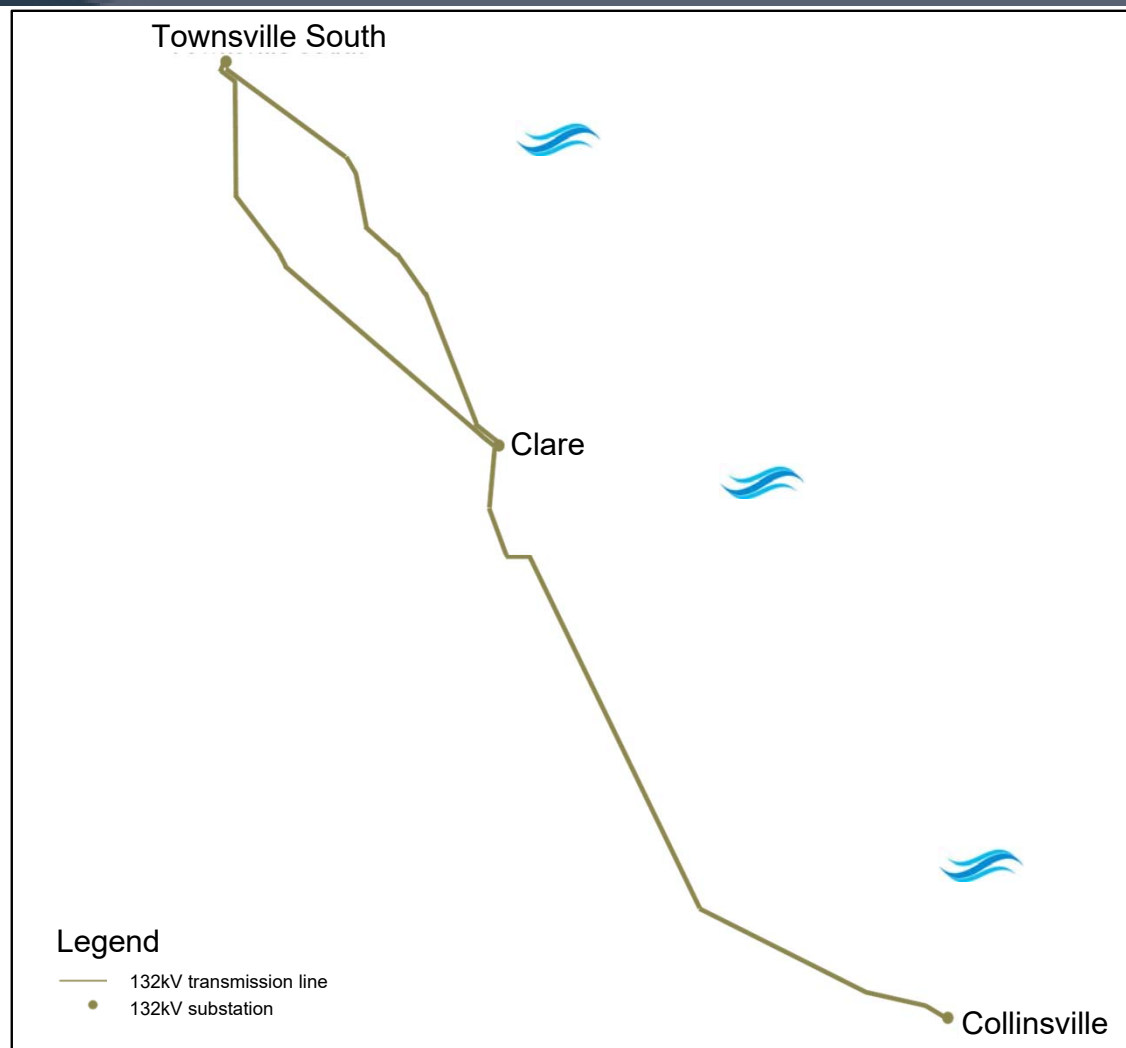 Townsville South
Clare
Collinsville
Legend
132kV transmission line
132kV substation